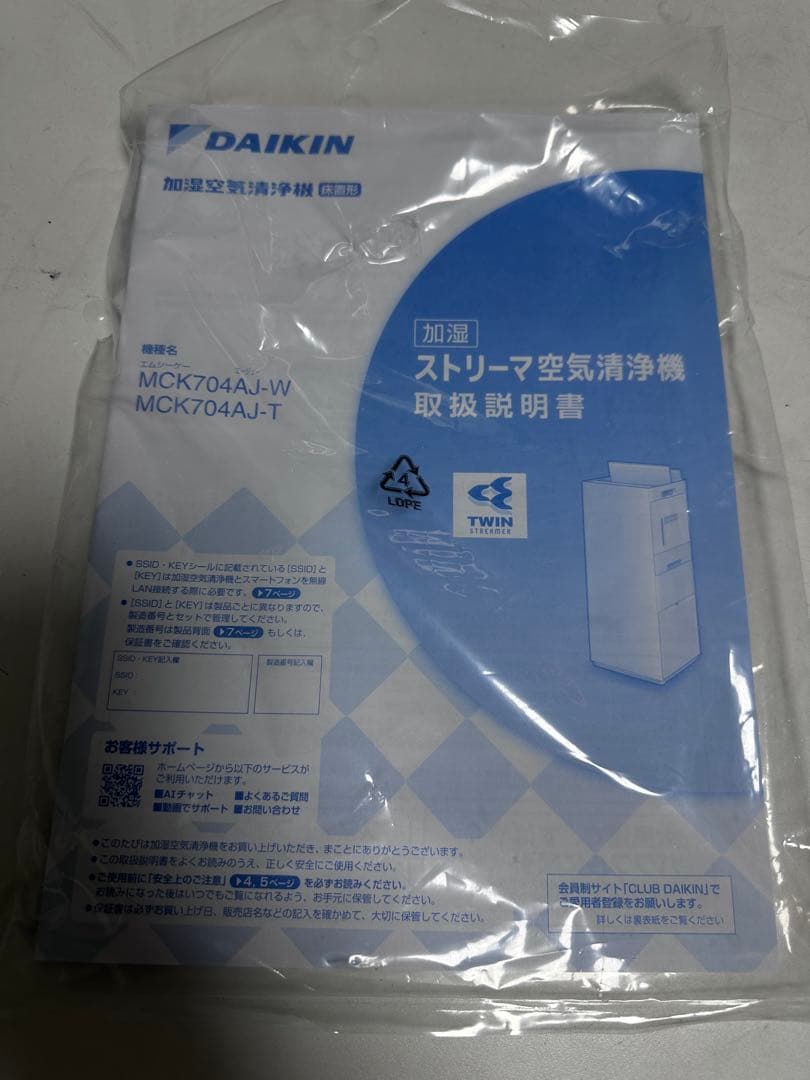 DAIKIN
加湿空気清浄機 床置形
機種名
エムシーケー
MCK704AJ-W
MCK704AJ-T
加湿
ストリーマ空気清浄機
取扱説明書
4
LDPE
TWIN
STREAMER
●SSID・KEYシールに記載されている[SSID]と
[KEY]は加湿空気清浄機とスマートフォンを無線
LAN接続する際に必要です。 7ページ
●[SSID]と[KEY]は製品ごとに異なりますので、
製造番号とセットで管理してください。
製造番号は製品背面 7ページ もしくは、
保証書をご確認ください。
SSID・KEY記入欄
SSID：
KEY：
製造番号記入欄
お客様サポート
ホームページから以下のサービスが
ご利用いただけます。
■AIチャット ■よくあるご質問
■動画でサポート ■お問い合わせ
●このたびは加湿空気清浄機をお買い上げいただき、まことにありがとうございます。
●この取扱説明書をよくお読みのうえ、正しく安全にご使用ください。
●ご使用前に「安全上のご注意」 4, 5ページ を必ずお読みください。
お読みになった後はいつでもご覧になれるよう、お手元に保管してください。
●保証書は必ずお買い上げ日、販売店名などの記入を確かめて、大切に保管してください。
会員制サイト「CLUB DAIKIN」で
ご愛用者登録をお願いします。
詳しくは裏表紙をご覧ください